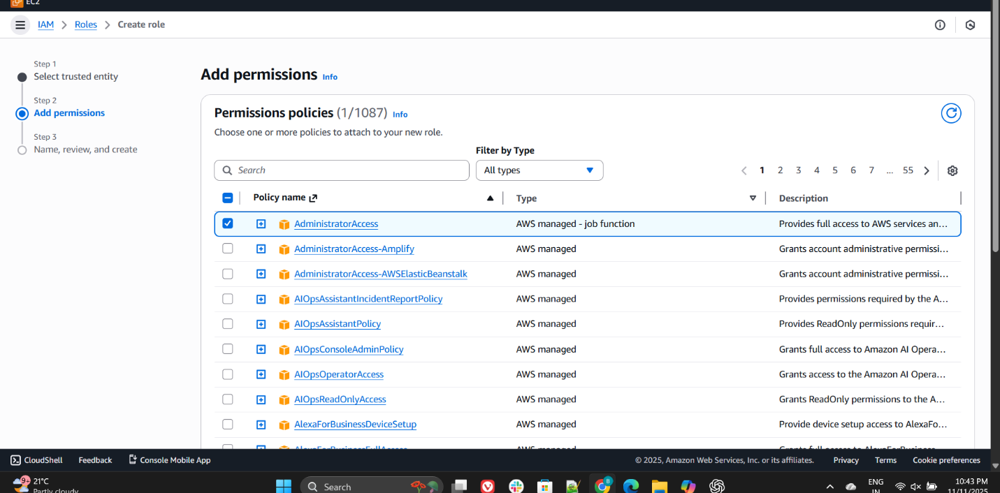 EC2
IAM > Roles > Create role
Step 1
Select trusted entity
Step 2
Add permissions
Step 3
Name, review, and create
Add permissions Info
Permissions policies (1/1087) Info
Choose one or more policies to attach to your new role.
Filter by Type
Search
All types
1 2 3 4 5 6 7 ... 55
Policy name Type Description
AdministratorAccess AWS managed - job function Provides full access to AWS services an...
AdministratorAccess-Amplify AWS managed Grants account administrative permissi...
AdministratorAccess-AWSElasticBeanstalk AWS managed Grants account administrative permissi...
AIOpsAssistantIncidentReportPolicy AWS managed Provides permissions required by the A...
AIOpsAssistantPolicy AWS managed Provides ReadOnly permissions requir...
AIOpsConsoleAdminPolicy AWS managed Grants full access to Amazon AI Opera...
AIOpsOperatorAccess AWS managed Grants access to the Amazon AI Opera...
AIOpsReadOnlyAccess AWS managed Grants ReadOnly permissions to the A...
AlexaForBusinessDeviceSetup AWS managed Provide device setup access to AlexaFo...
AlexaForBusinessFullAccess AWS managed Grants full access to AlexaForBusiness
CloudShell Feedback Console Mobile App © 2025, Amazon Web Services, Inc. or its affiliates. Privacy Terms Cookie preferences
9+ 21°C
Partly cloudy
Search
B
ENG
IN
10:43 PM
11/11/2025